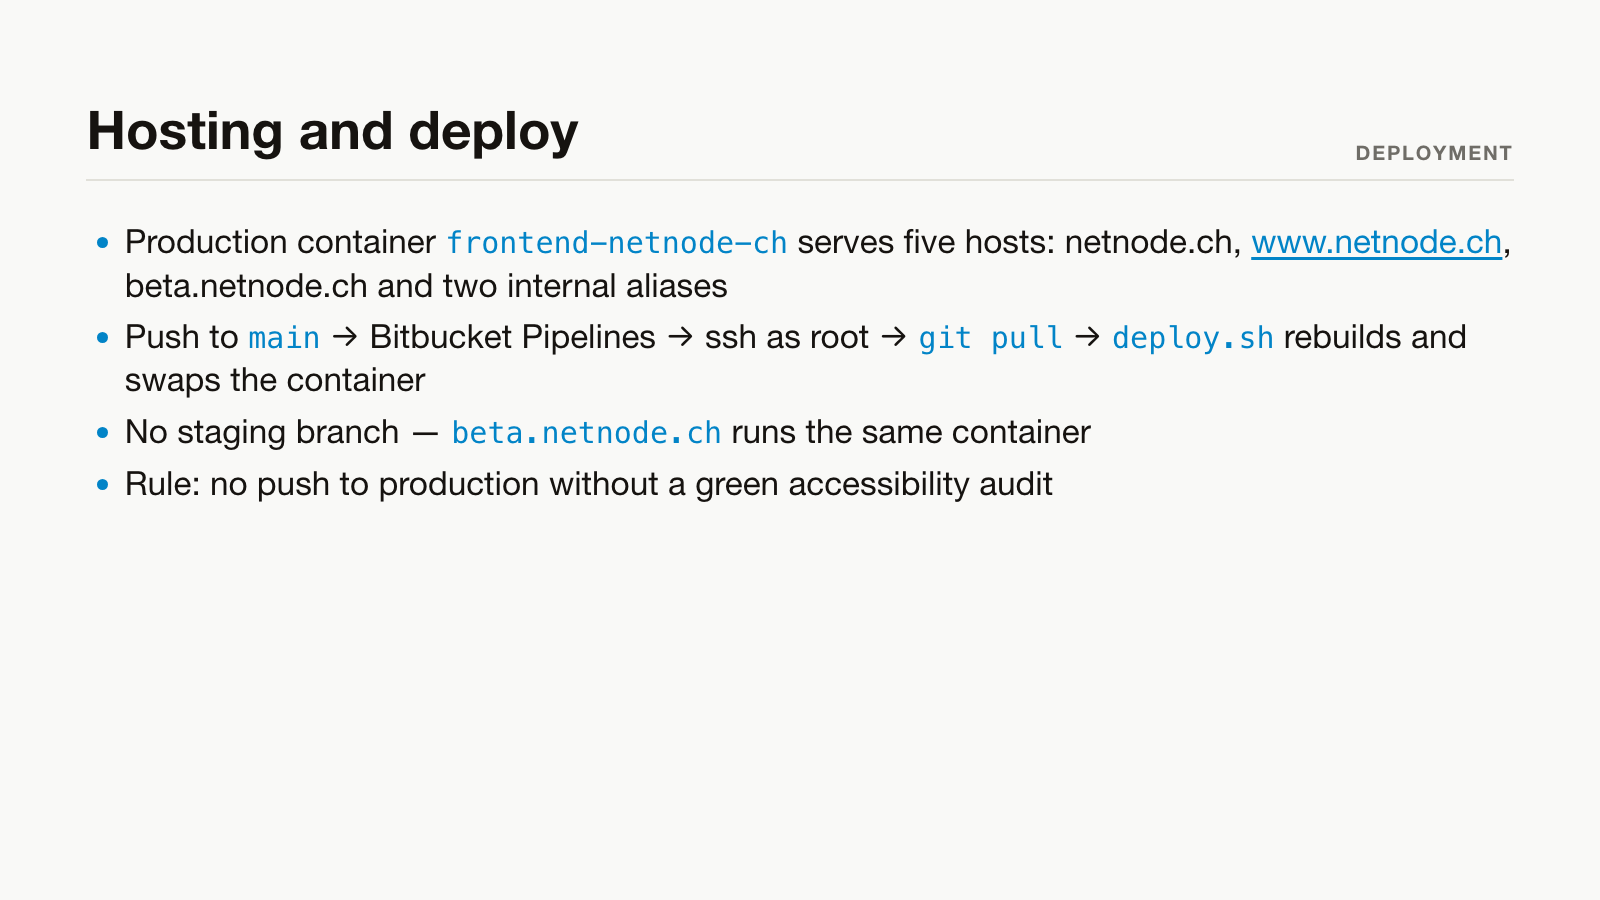 Hosting and deploy
DEPLOYMENT
• Production container frontend-netnode-ch serves five hosts: netnode.ch, www.netnode.ch,
beta.netnode.ch and two internal aliases
• Push to main → Bitbucket Pipelines → ssh as root → git pull → deploy.sh rebuilds and
swaps the container
• No staging branch — beta.netnode.ch runs the same container
• Rule: no push to production without a green accessibility audit